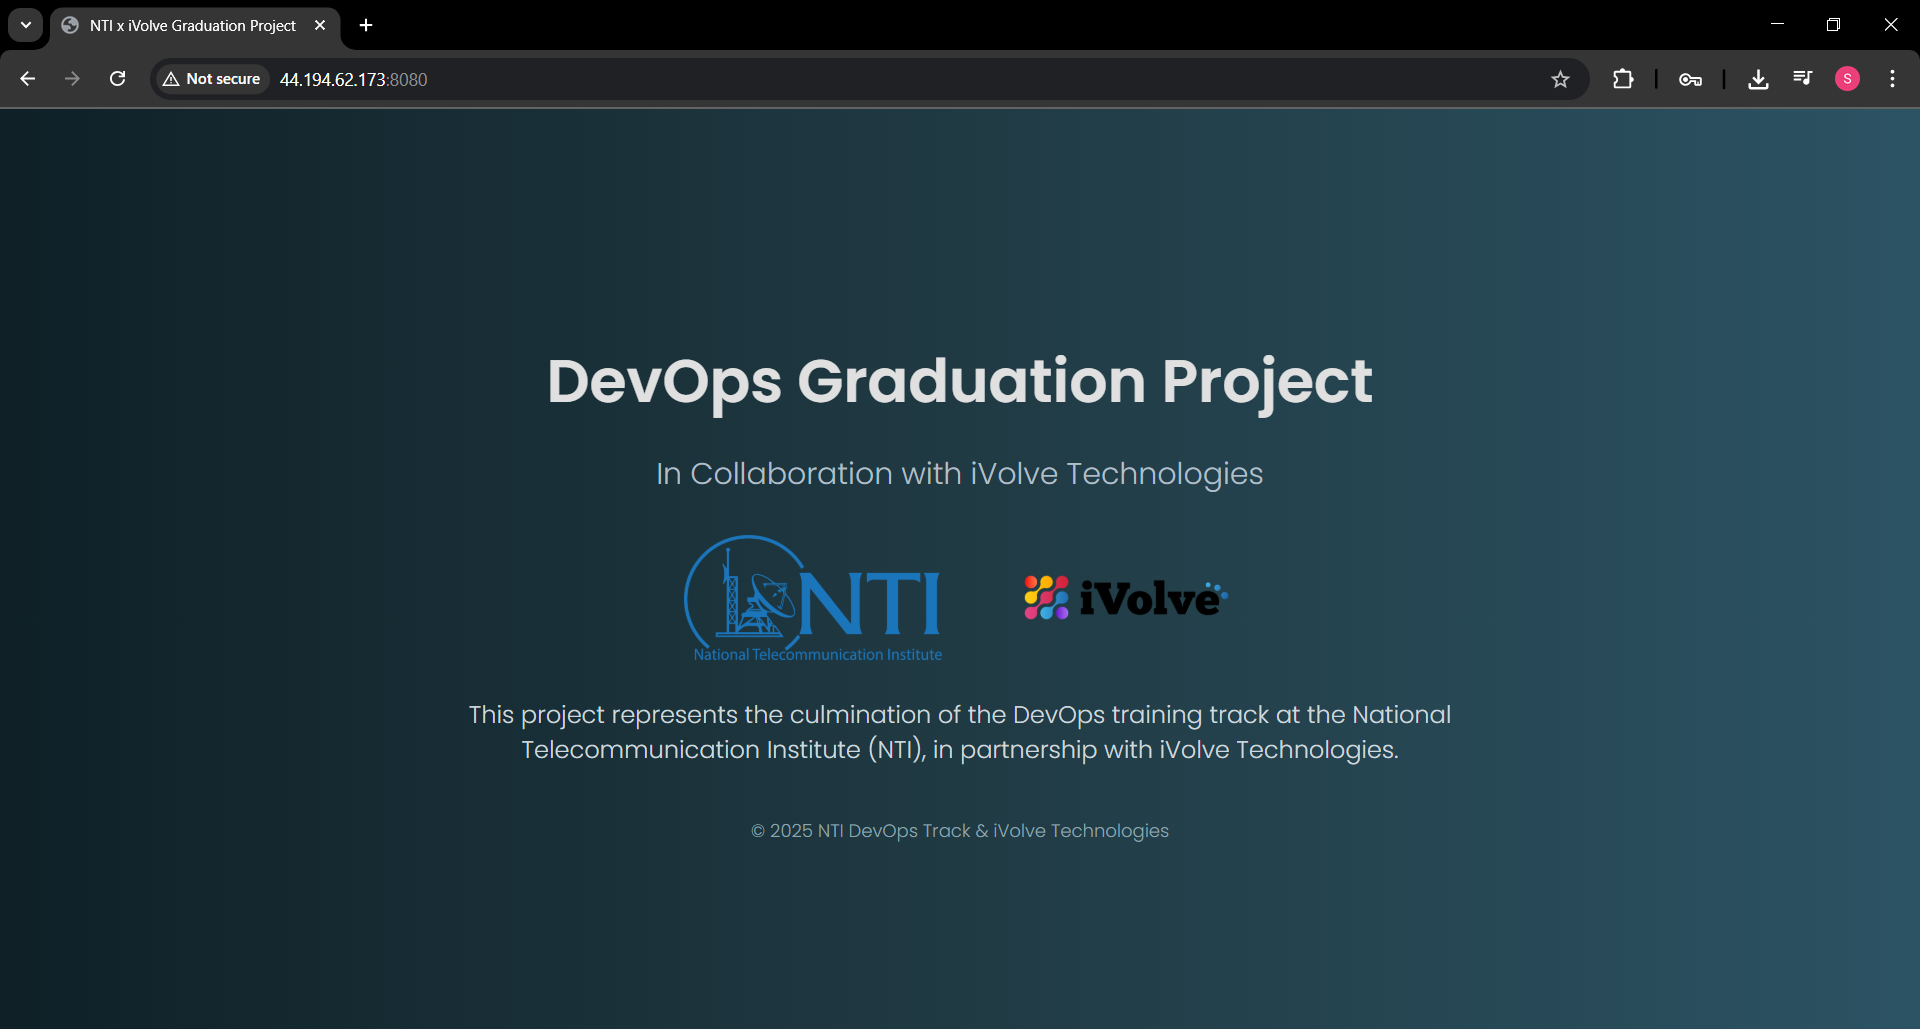 NTI x iVolve Graduation Project
Not secure
44.194.62.173:8080
S
DevOps Graduation Project
In Collaboration with iVolve Technologies
NTI
National Telecommunication Institute
iVolve
This project represents the culmination of the DevOps training track at the National
Telecommunication Institute (NTI), in partnership with iVolve Technologies.
© 2025 NTI DevOps Track & iVolve Technologies